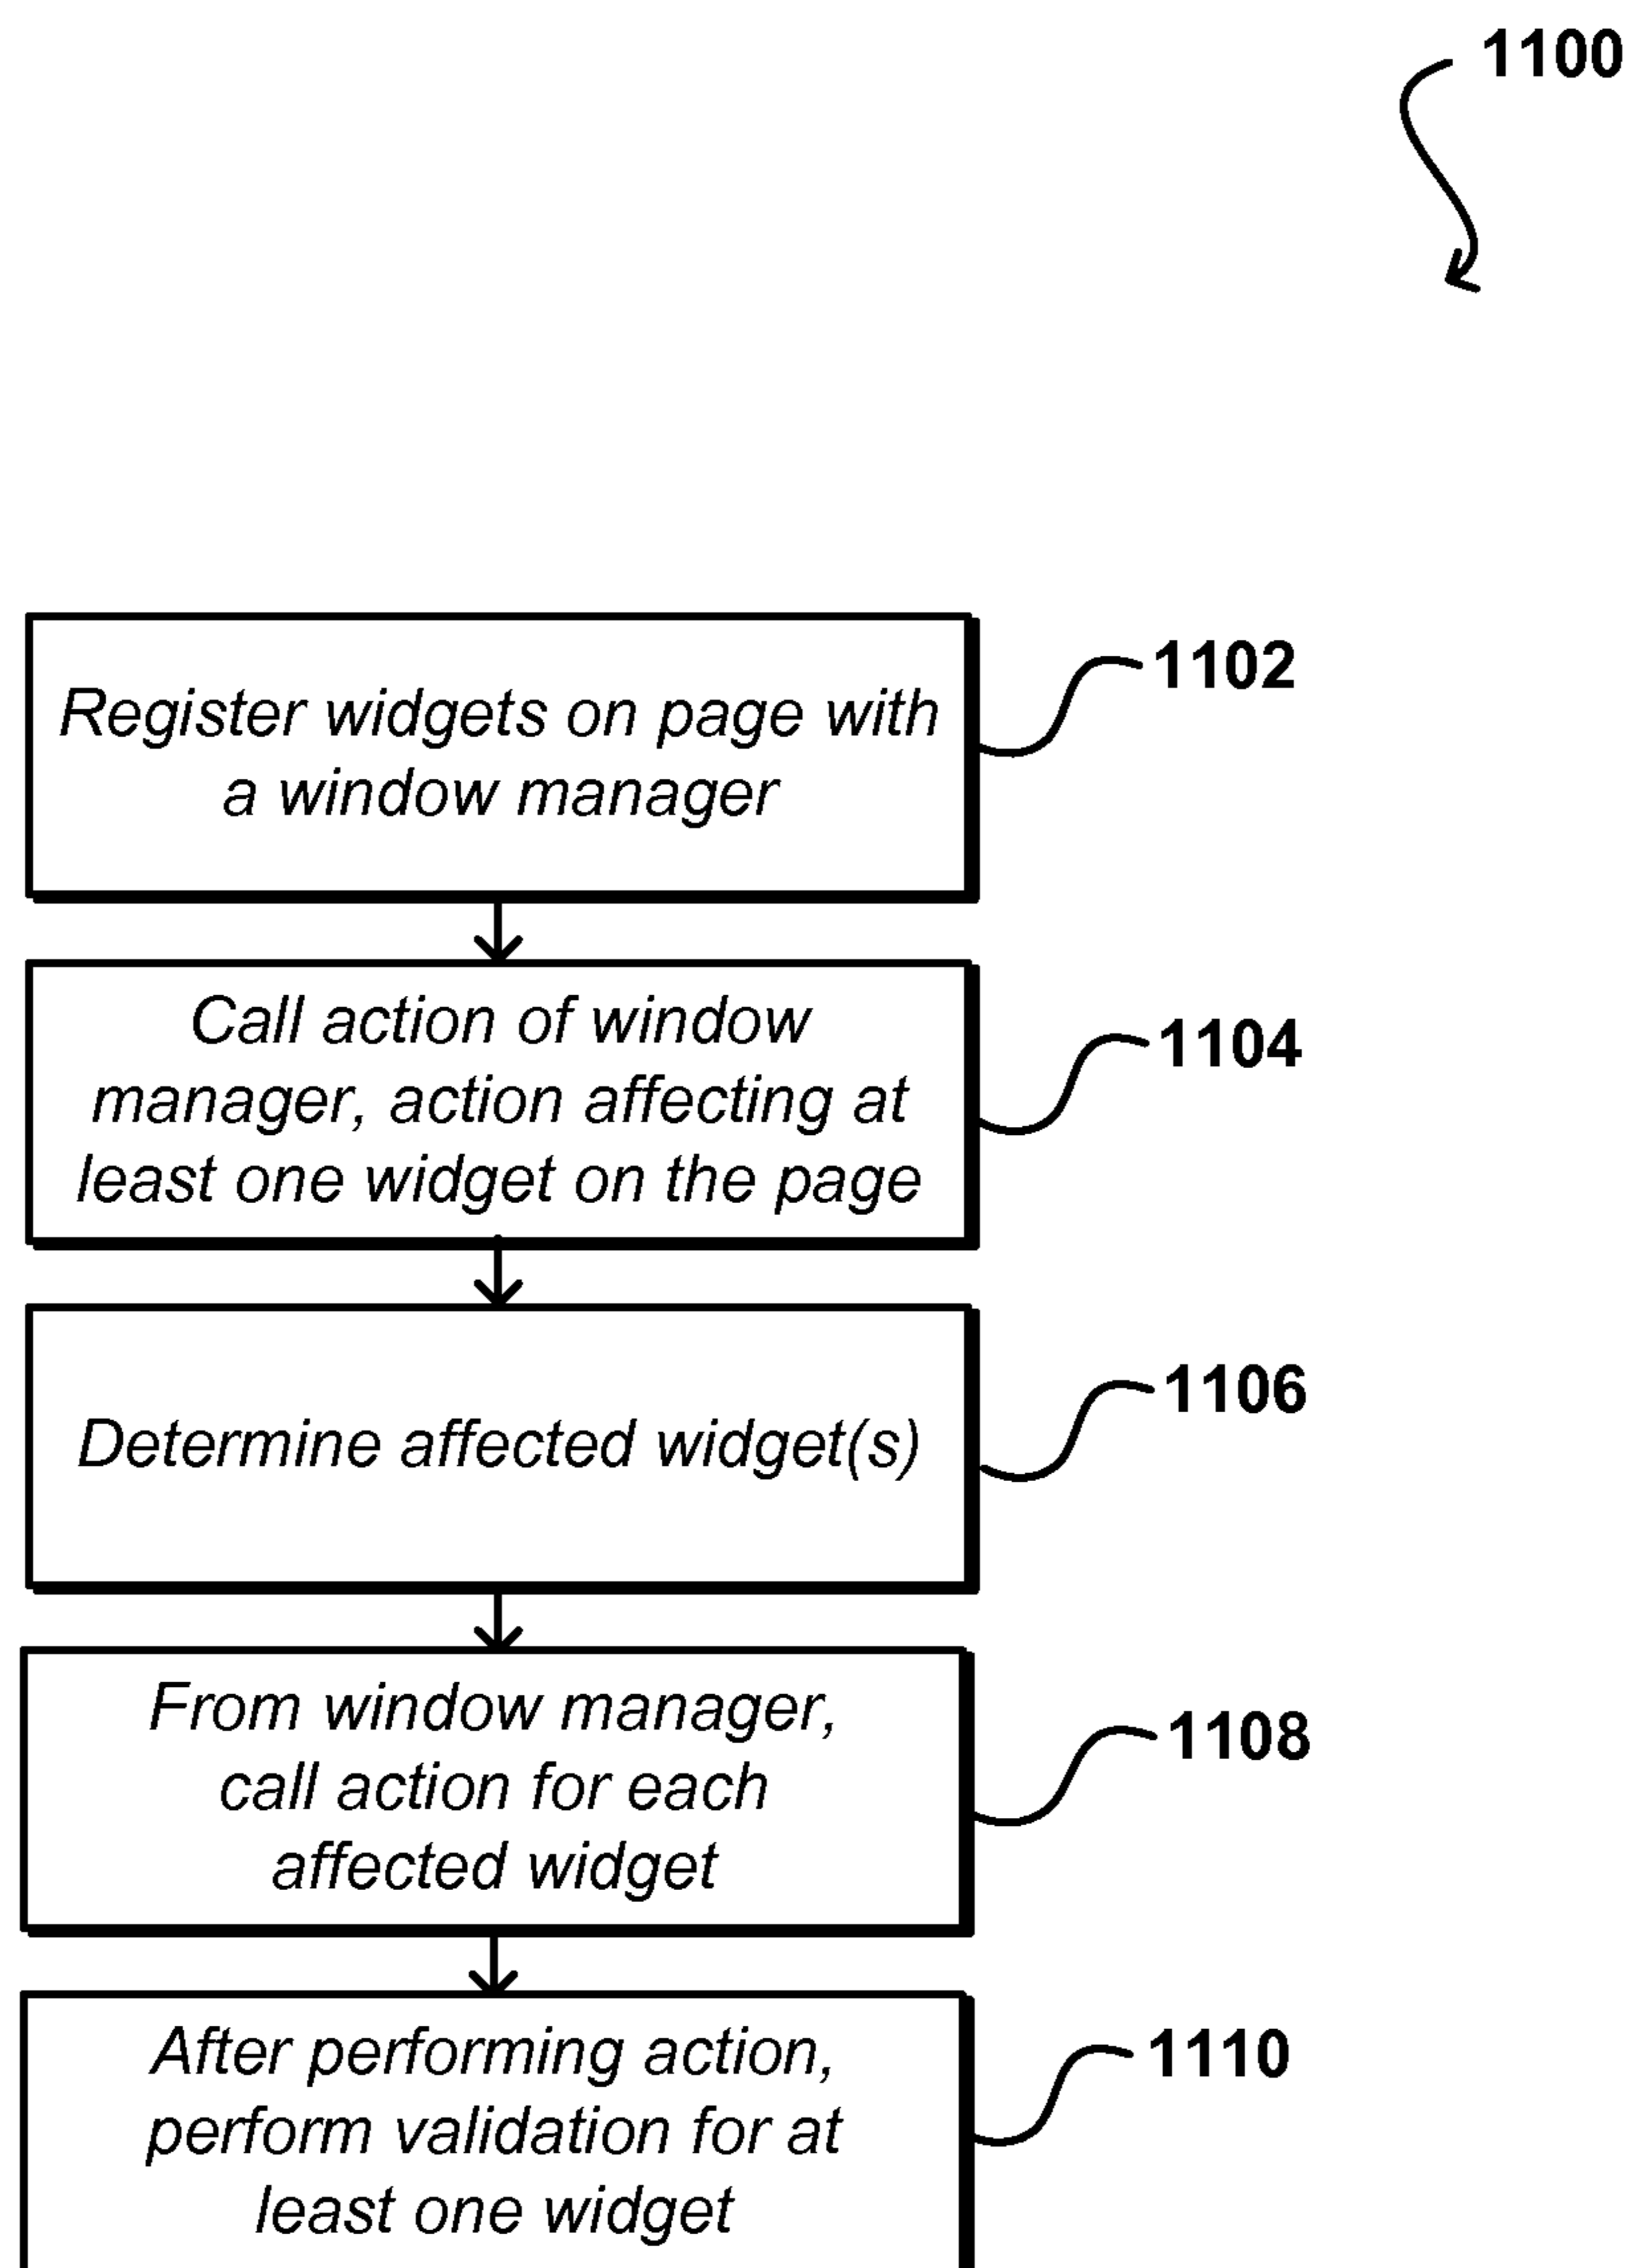 1100
Register widgets on page with
a window manager
1102
Call action of window
manager, action affecting at
least one widget on the page
1104
Determine affected widget(s)
1106
From window manager,
call action for each
affected widget
1108
After performing action,
perform validation for at
least one widget
1110